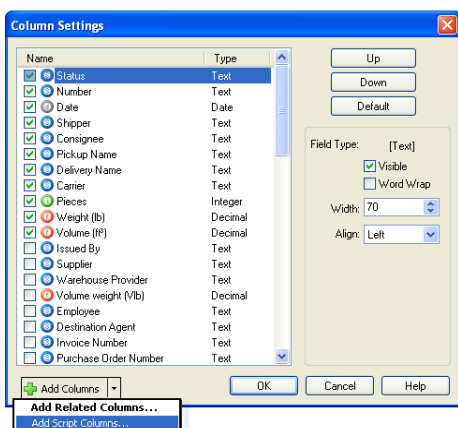 Column Settings
Name Type
Status Text
Number Text
Date Date
Shipper Text
Consignee Text
Pickup Name Text
Delivery Name Text
Carrier Text
Pieces Integer
Weight (lb) Decimal
Volume (ft³) Decimal
Issued By Text
Supplier Text
Warehouse Provider Text
Volume weight (Vlb) Decimal
Employee Text
Destination Agent Text
Invoice Number Text
Purchase Order Number Text
Up
Down
Default
Field Type: [Text]
Visible
Word Wrap
Width: 70
Align: Left
Add Columns
OK
Cancel
Help
Add Related Columns...
Add Script Columns...